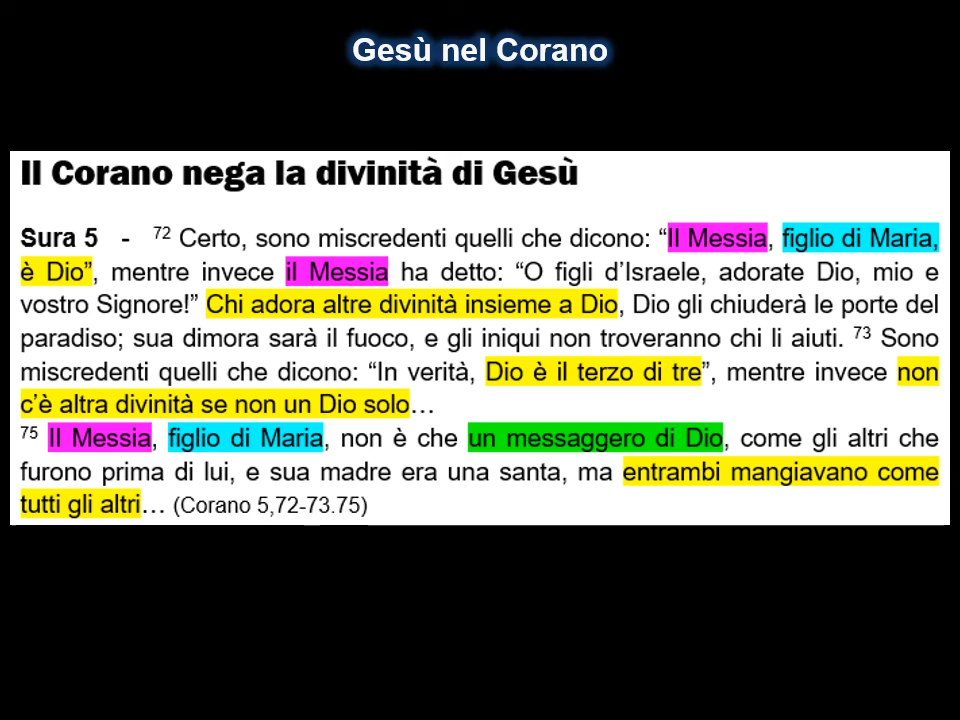 Gesù nel Corano
Il Corano nega la divinità di Gesù
Sura 5 - 72 Certo, sono miscredenti quelli che dicono: “Il Messia, figlio di Maria,
è Dio”, mentre invece il Messia ha detto: “O figli d’Israele, adorate Dio, mio e
vostro Signore!” Chi adora altre divinità insieme a Dio, Dio gli chiuderà le porte del
paradiso; sua dimora sarà il fuoco, e gli iniqui non troveranno chi li aiuti. 73 Sono
miscredenti quelli che dicono: “In verità, Dio è il terzo di tre”, mentre invece non
c’è altra divinità se non un Dio solo…
75 Il Messia, figlio di Maria, non è che un messaggero di Dio, come gli altri che
furono prima di lui, e sua madre era una santa, ma entrambi mangiavano come
tutti gli altri… (Corano 5,72-73.75)